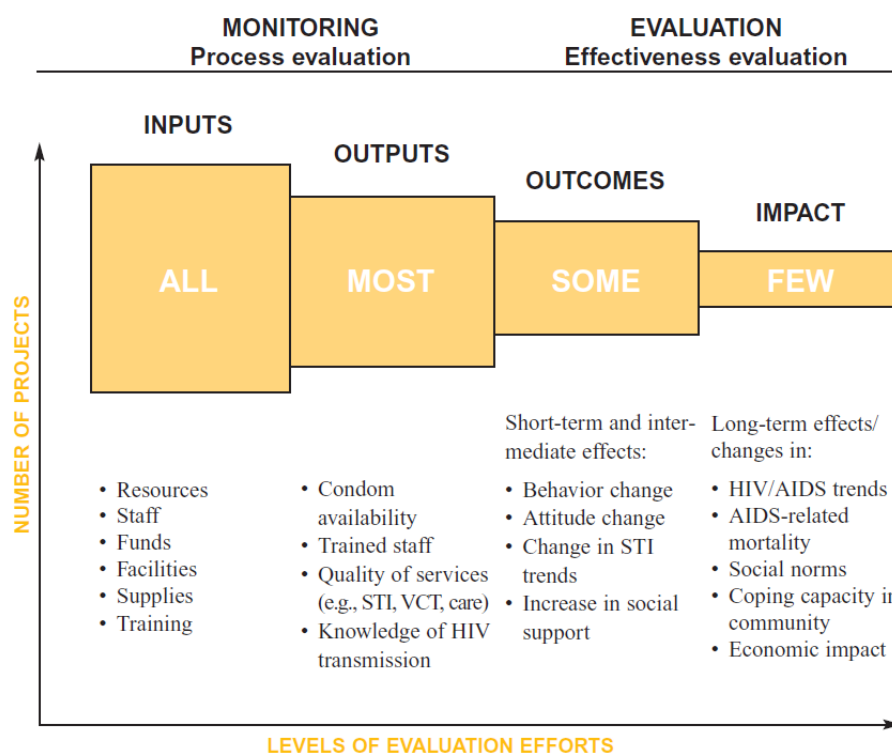 MONITORING
Process evaluation
EVALUATION
Effectiveness evaluation
INPUTS
OUTPUTS
OUTCOMES
IMPACT
ALL
MOST
SOME
FEW
NUMBER OF PROJECTS
• Resources
• Staff
• Funds
• Facilities
• Supplies
• Training
• Condom
availability
• Trained staff
• Quality of services
(e.g., STI, VCT, care)
• Knowledge of HIV
transmission
Short-term and inter-
mediate effects:
• Behavior change
• Attitude change
• Change in STI
trends
• Increase in social
support
Long-term effects/
changes in:
• HIV/AIDS trends
• AIDS-related
mortality
• Social norms
• Coping capacity in
community
• Economic impact
LEVELS OF EVALUATION EFFORTS